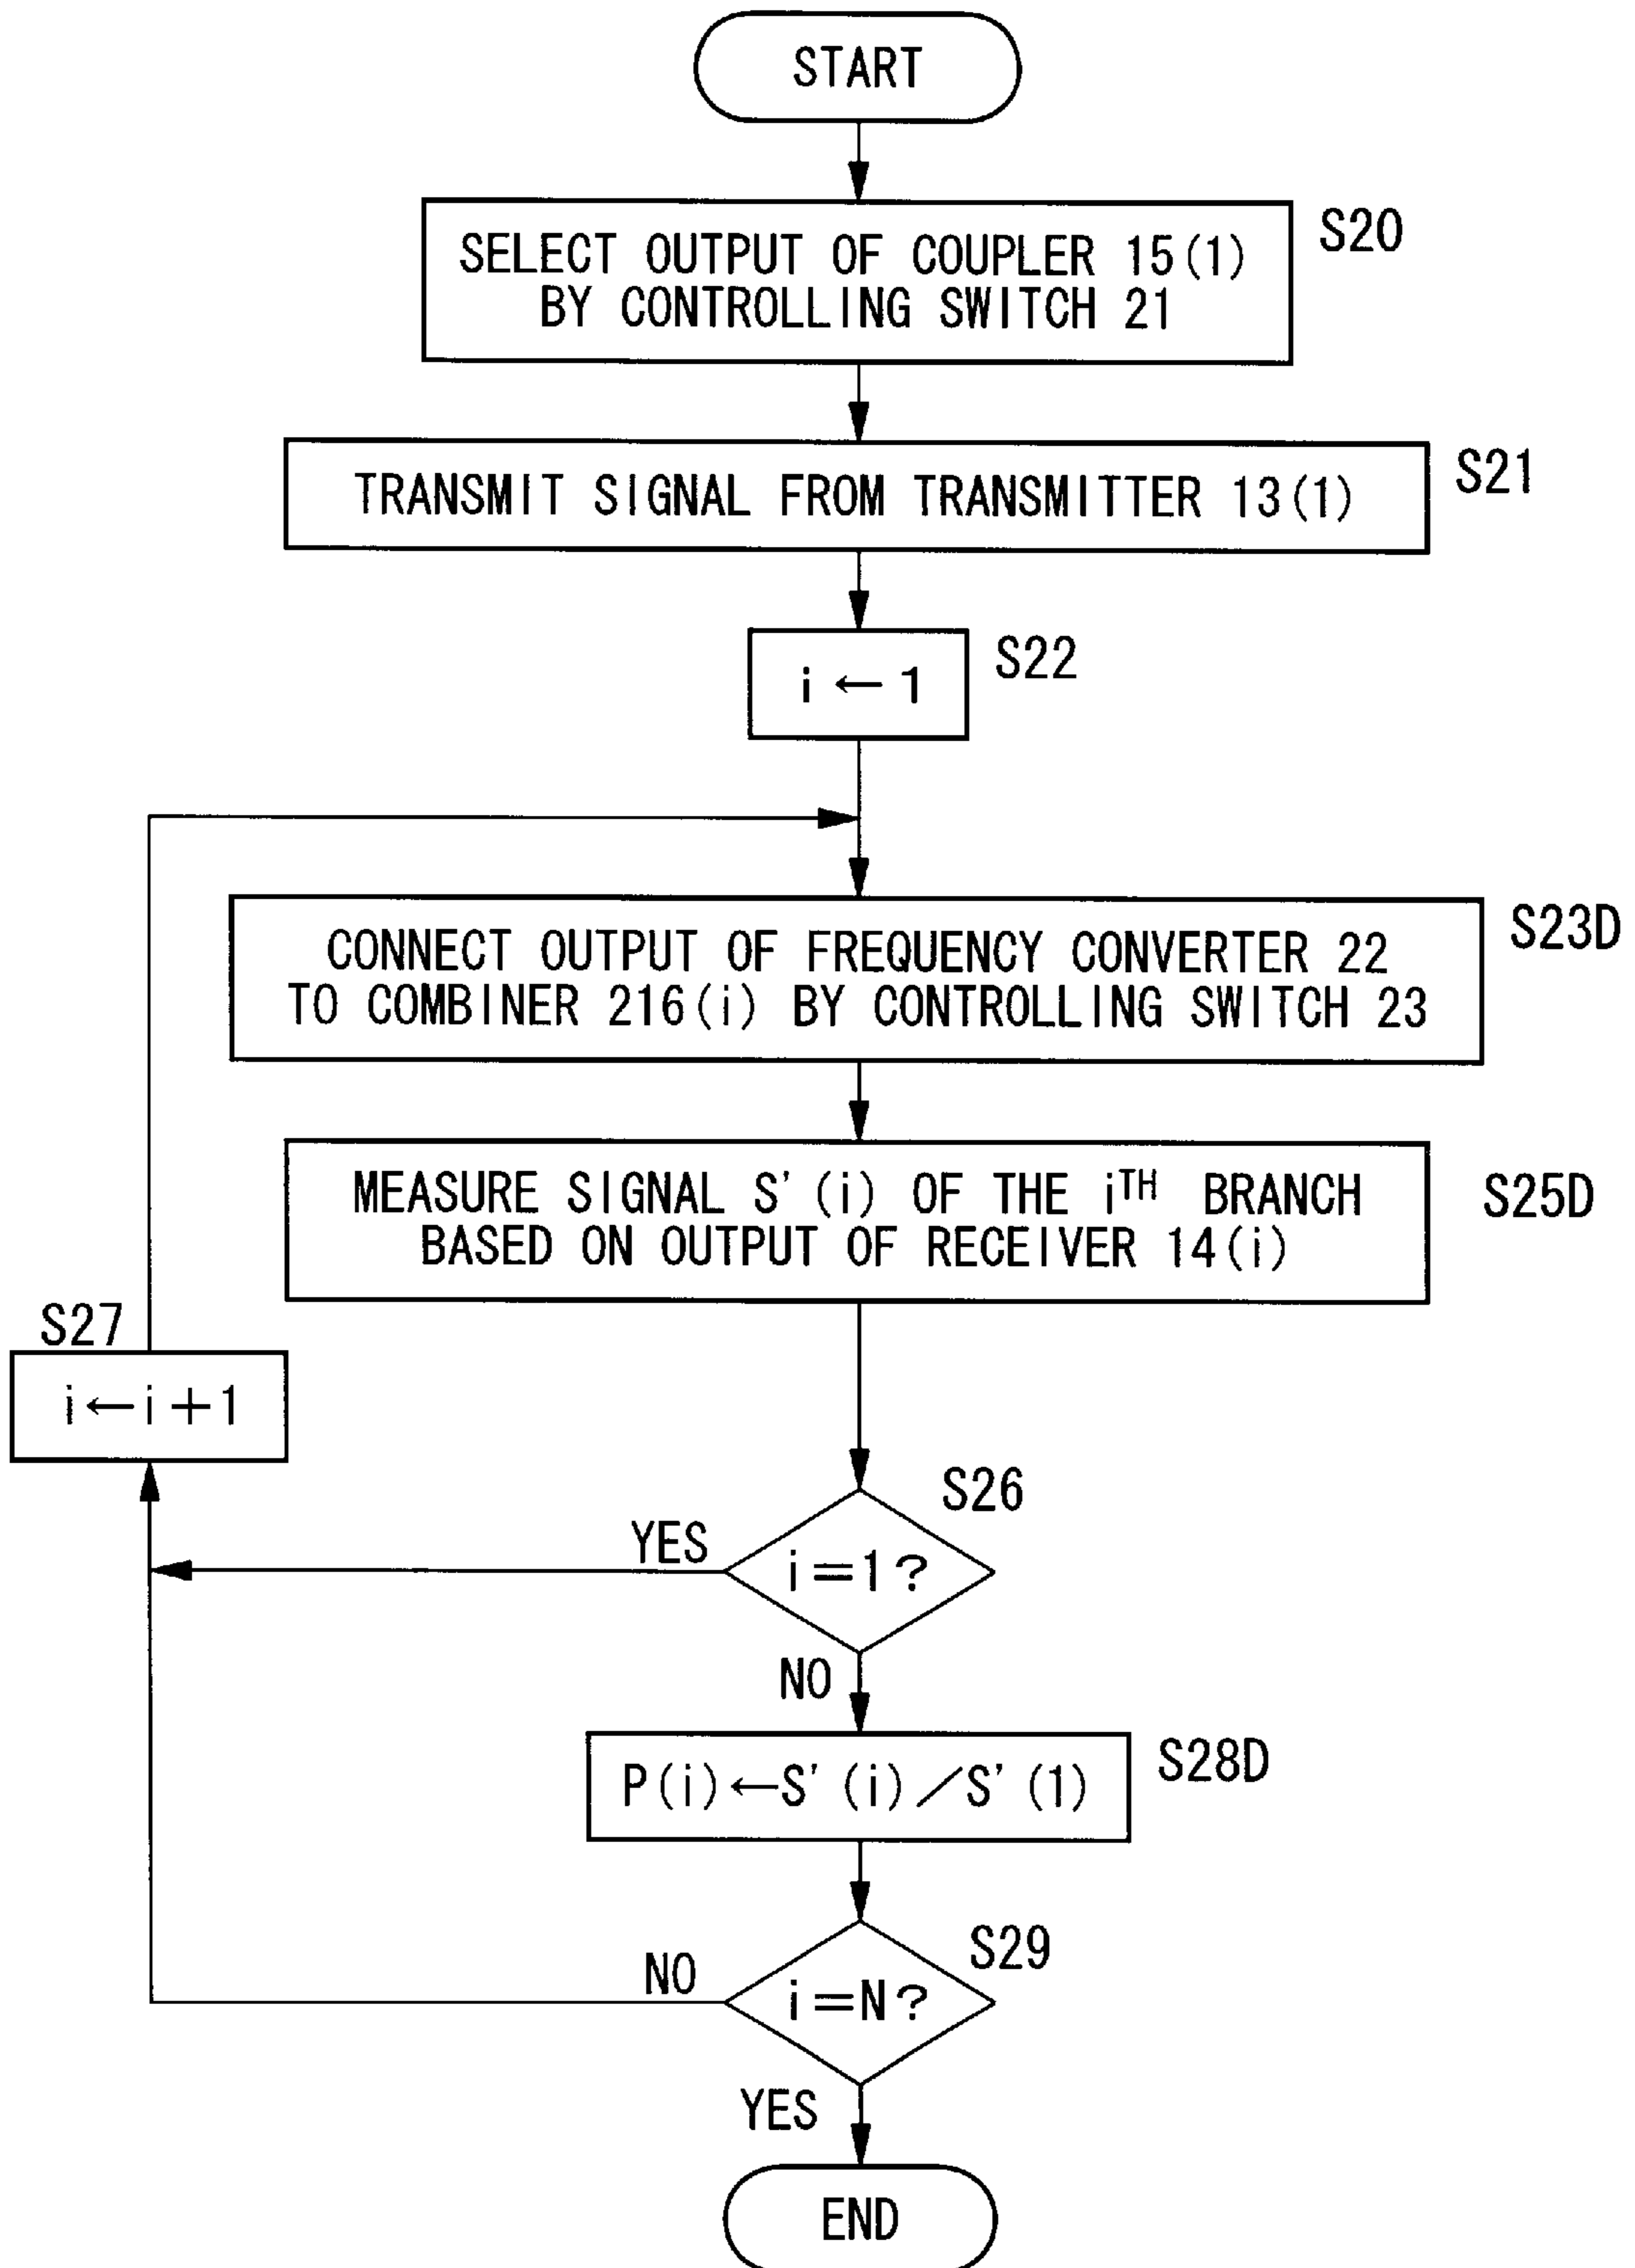 START
SELECT OUTPUT OF COUPLER 15(1)
BY CONTROLLING SWITCH 21
S20
TRANSMIT SIGNAL FROM TRANSMITTER 13(1)
S21
i ← 1
S22
CONNECT OUTPUT OF FREQUENCY CONVERTER 22
TO COMBINER 216(i) BY CONTROLLING SWITCH 23
S23D
MEASURE SIGNAL S'(i) OF THE iTH BRANCH
BASED ON OUTPUT OF RECEIVER 14(i)
S25D
S27
i←i+1
S26
YES
i=1?
NO
P(i)←S'(i)/S'(1)
S28D
S29
NO
i=N?
YES
END